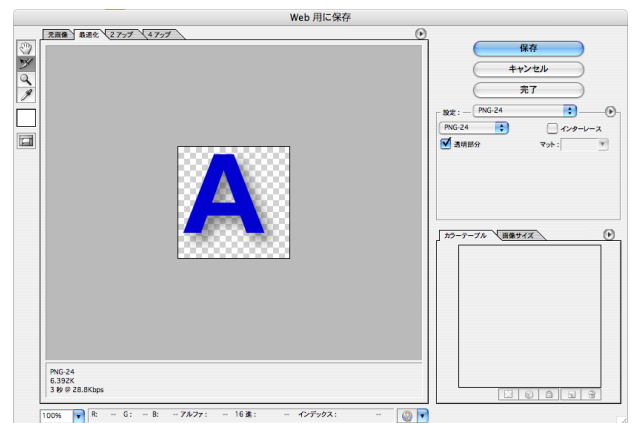 Web 用に保存
元画像 最適化 2 アップ 4 アップ
保存
キャンセル
完了
設定: PNG-24
PNG-24 インターレース
透明部分 マット:
A
カラーテーブル 画像サイズ
PNG-24
6.392K
3 秒 @ 28.8Kbps
100% R: -- G: -- B: -- アルファ: -- 16 進: -- インデックス: --